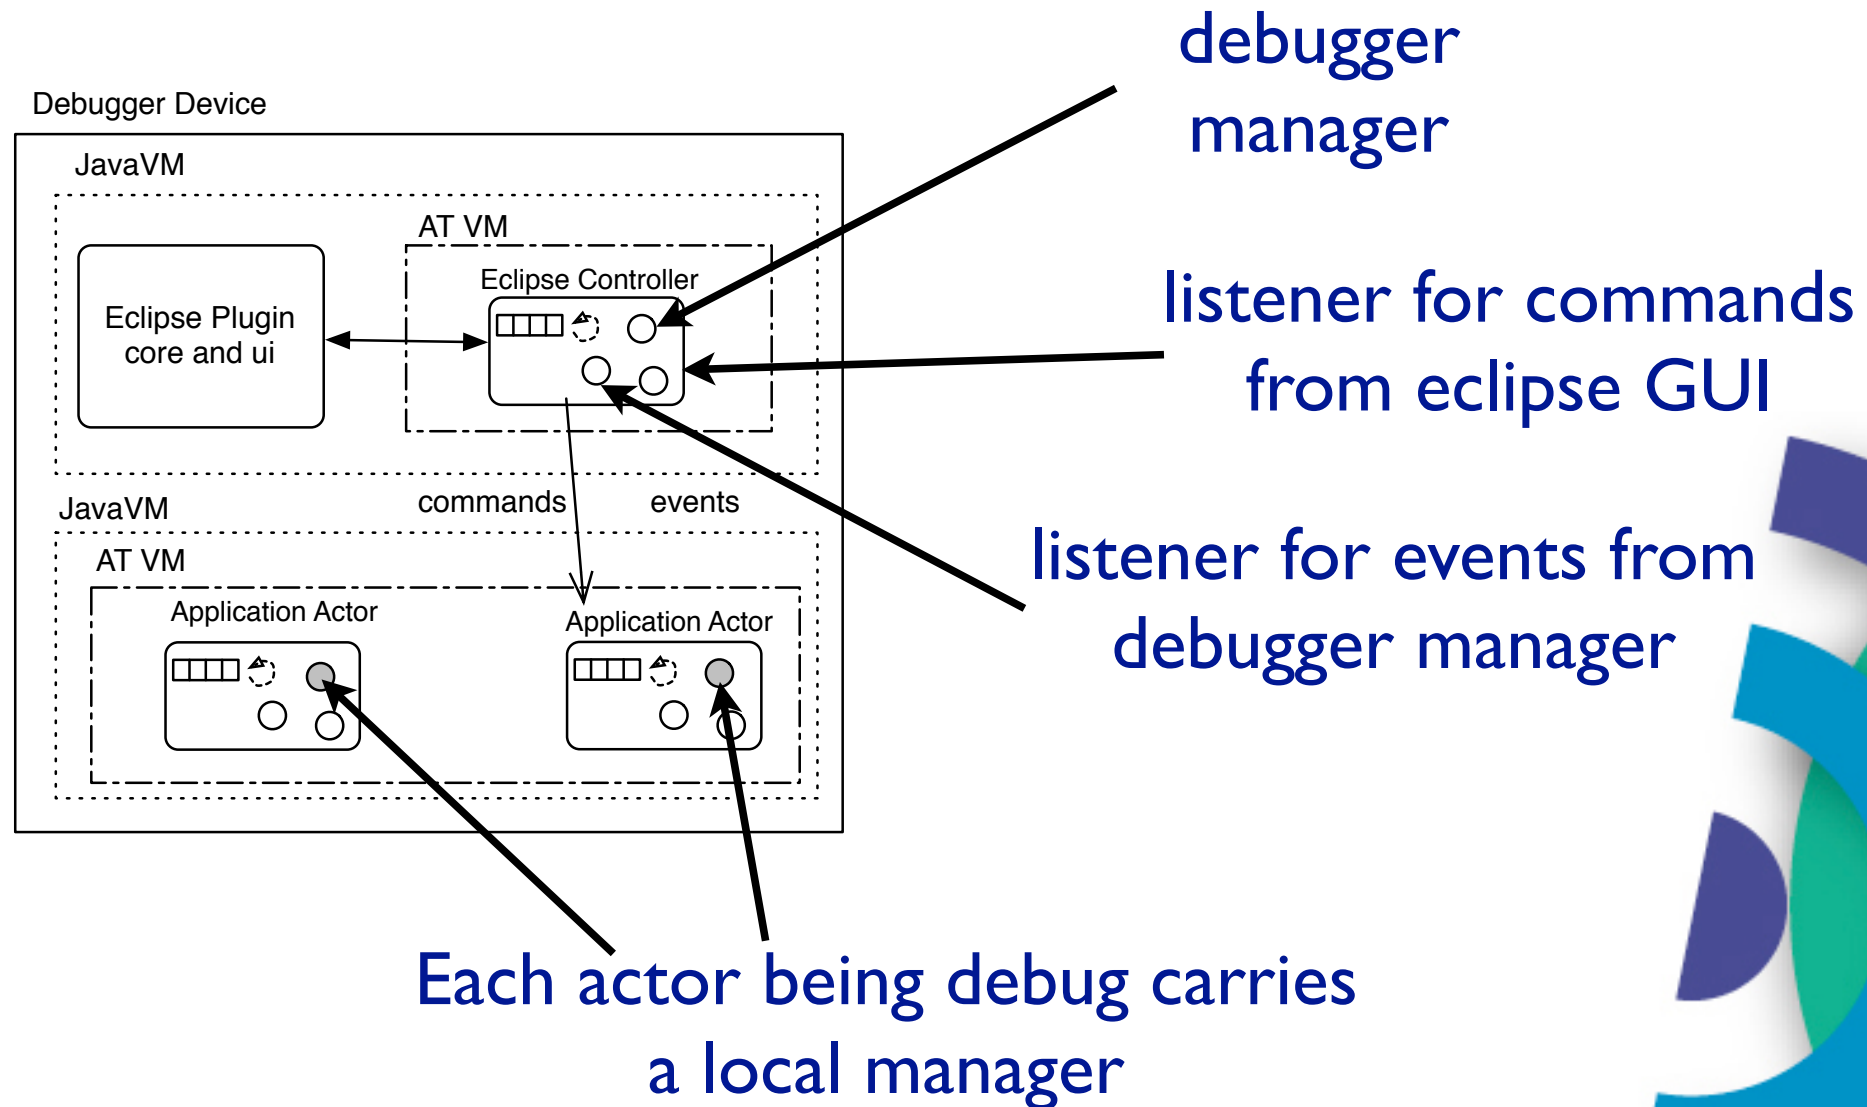 debugger
manager
Debugger Device
JavaVM
AT VM
Eclipse Controller
Eclipse Plugin
core and ui
listener for commands
from eclipse GUI
commands
events
JavaVM
AT VM
Application Actor
Application Actor
listener for events from
debugger manager
Each actor being debug carries
a local manager